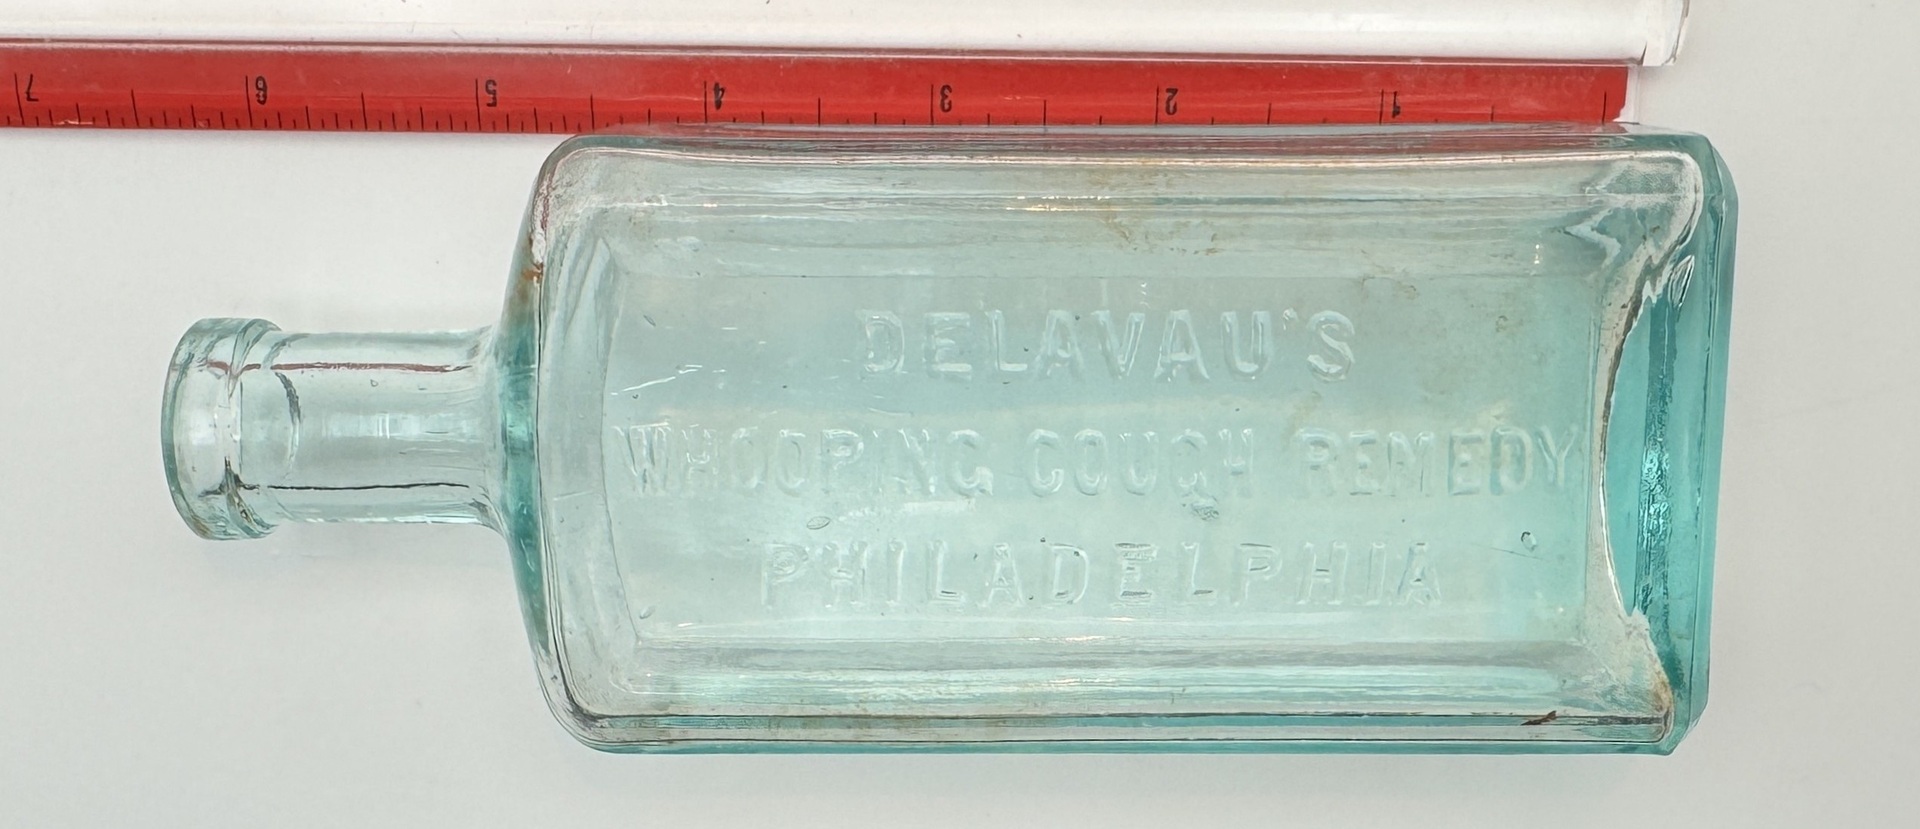 7 6 5 4 3 2 1
DELAVAU'S
WHOOPING COUGH REMEDY
PHILADELPHIA